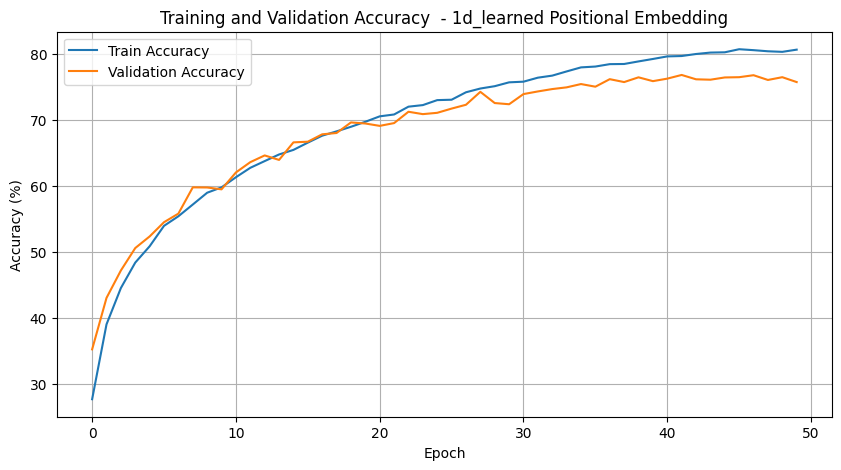 Training and Validation Accuracy  - 1d_learned Positional Embedding
Train Accuracy
Validation Accuracy
Accuracy (%)
80
70
60
50
40
30
0 10 20 30 40 50
Epoch